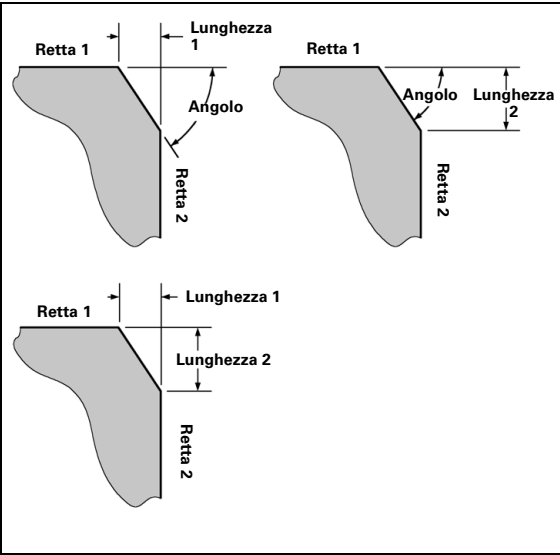 Retta 1
Lunghezza
1
Angolo
Retta 2
Retta 1
Angolo
Lunghezza
2
Retta 2
Retta 1
Lunghezza 1
Lunghezza 2
Retta 2